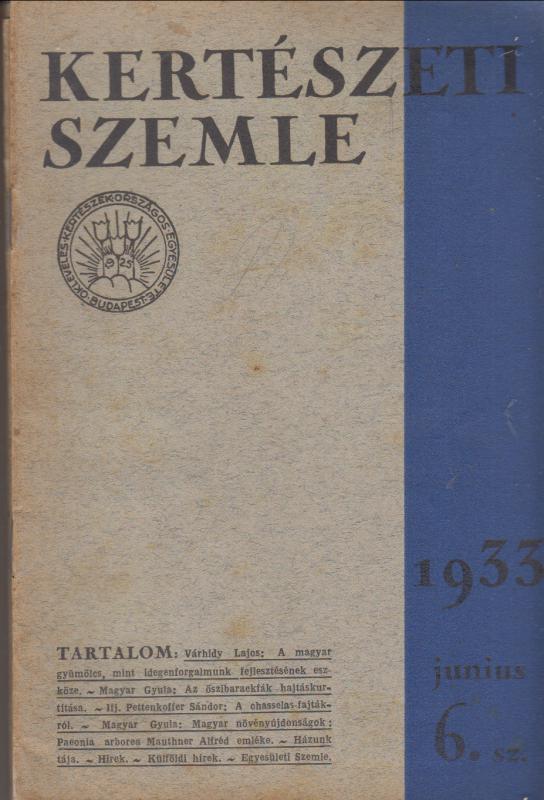 KERTÉSZETI
SZEMLE
OKLEVELES·KERTÉSZEK·ORSZÁGOS·EGYESÜLETE·BUDAPEST·
1925
1933
junius
6. sz.
TARTALOM: Várhidy Lajos: A magyar
gyümölcs, mint idegenforgalmunk fejlesztésének esz-
köze. ~ Magyar Gyula: Az őszibarackfák hajtáskur-
titása. ~ Ifj. Pettenkoffer Sándor: A chasselas-fajták-
ról. ~ Magyar Gyula: Magyar növényújdonságok:
Paeonia arborea Mauthner Alfréd emléke. ~ Házunk
tája. ~ Hirek. ~ Külföldi hirek. ~ Egyesületi Szemle.